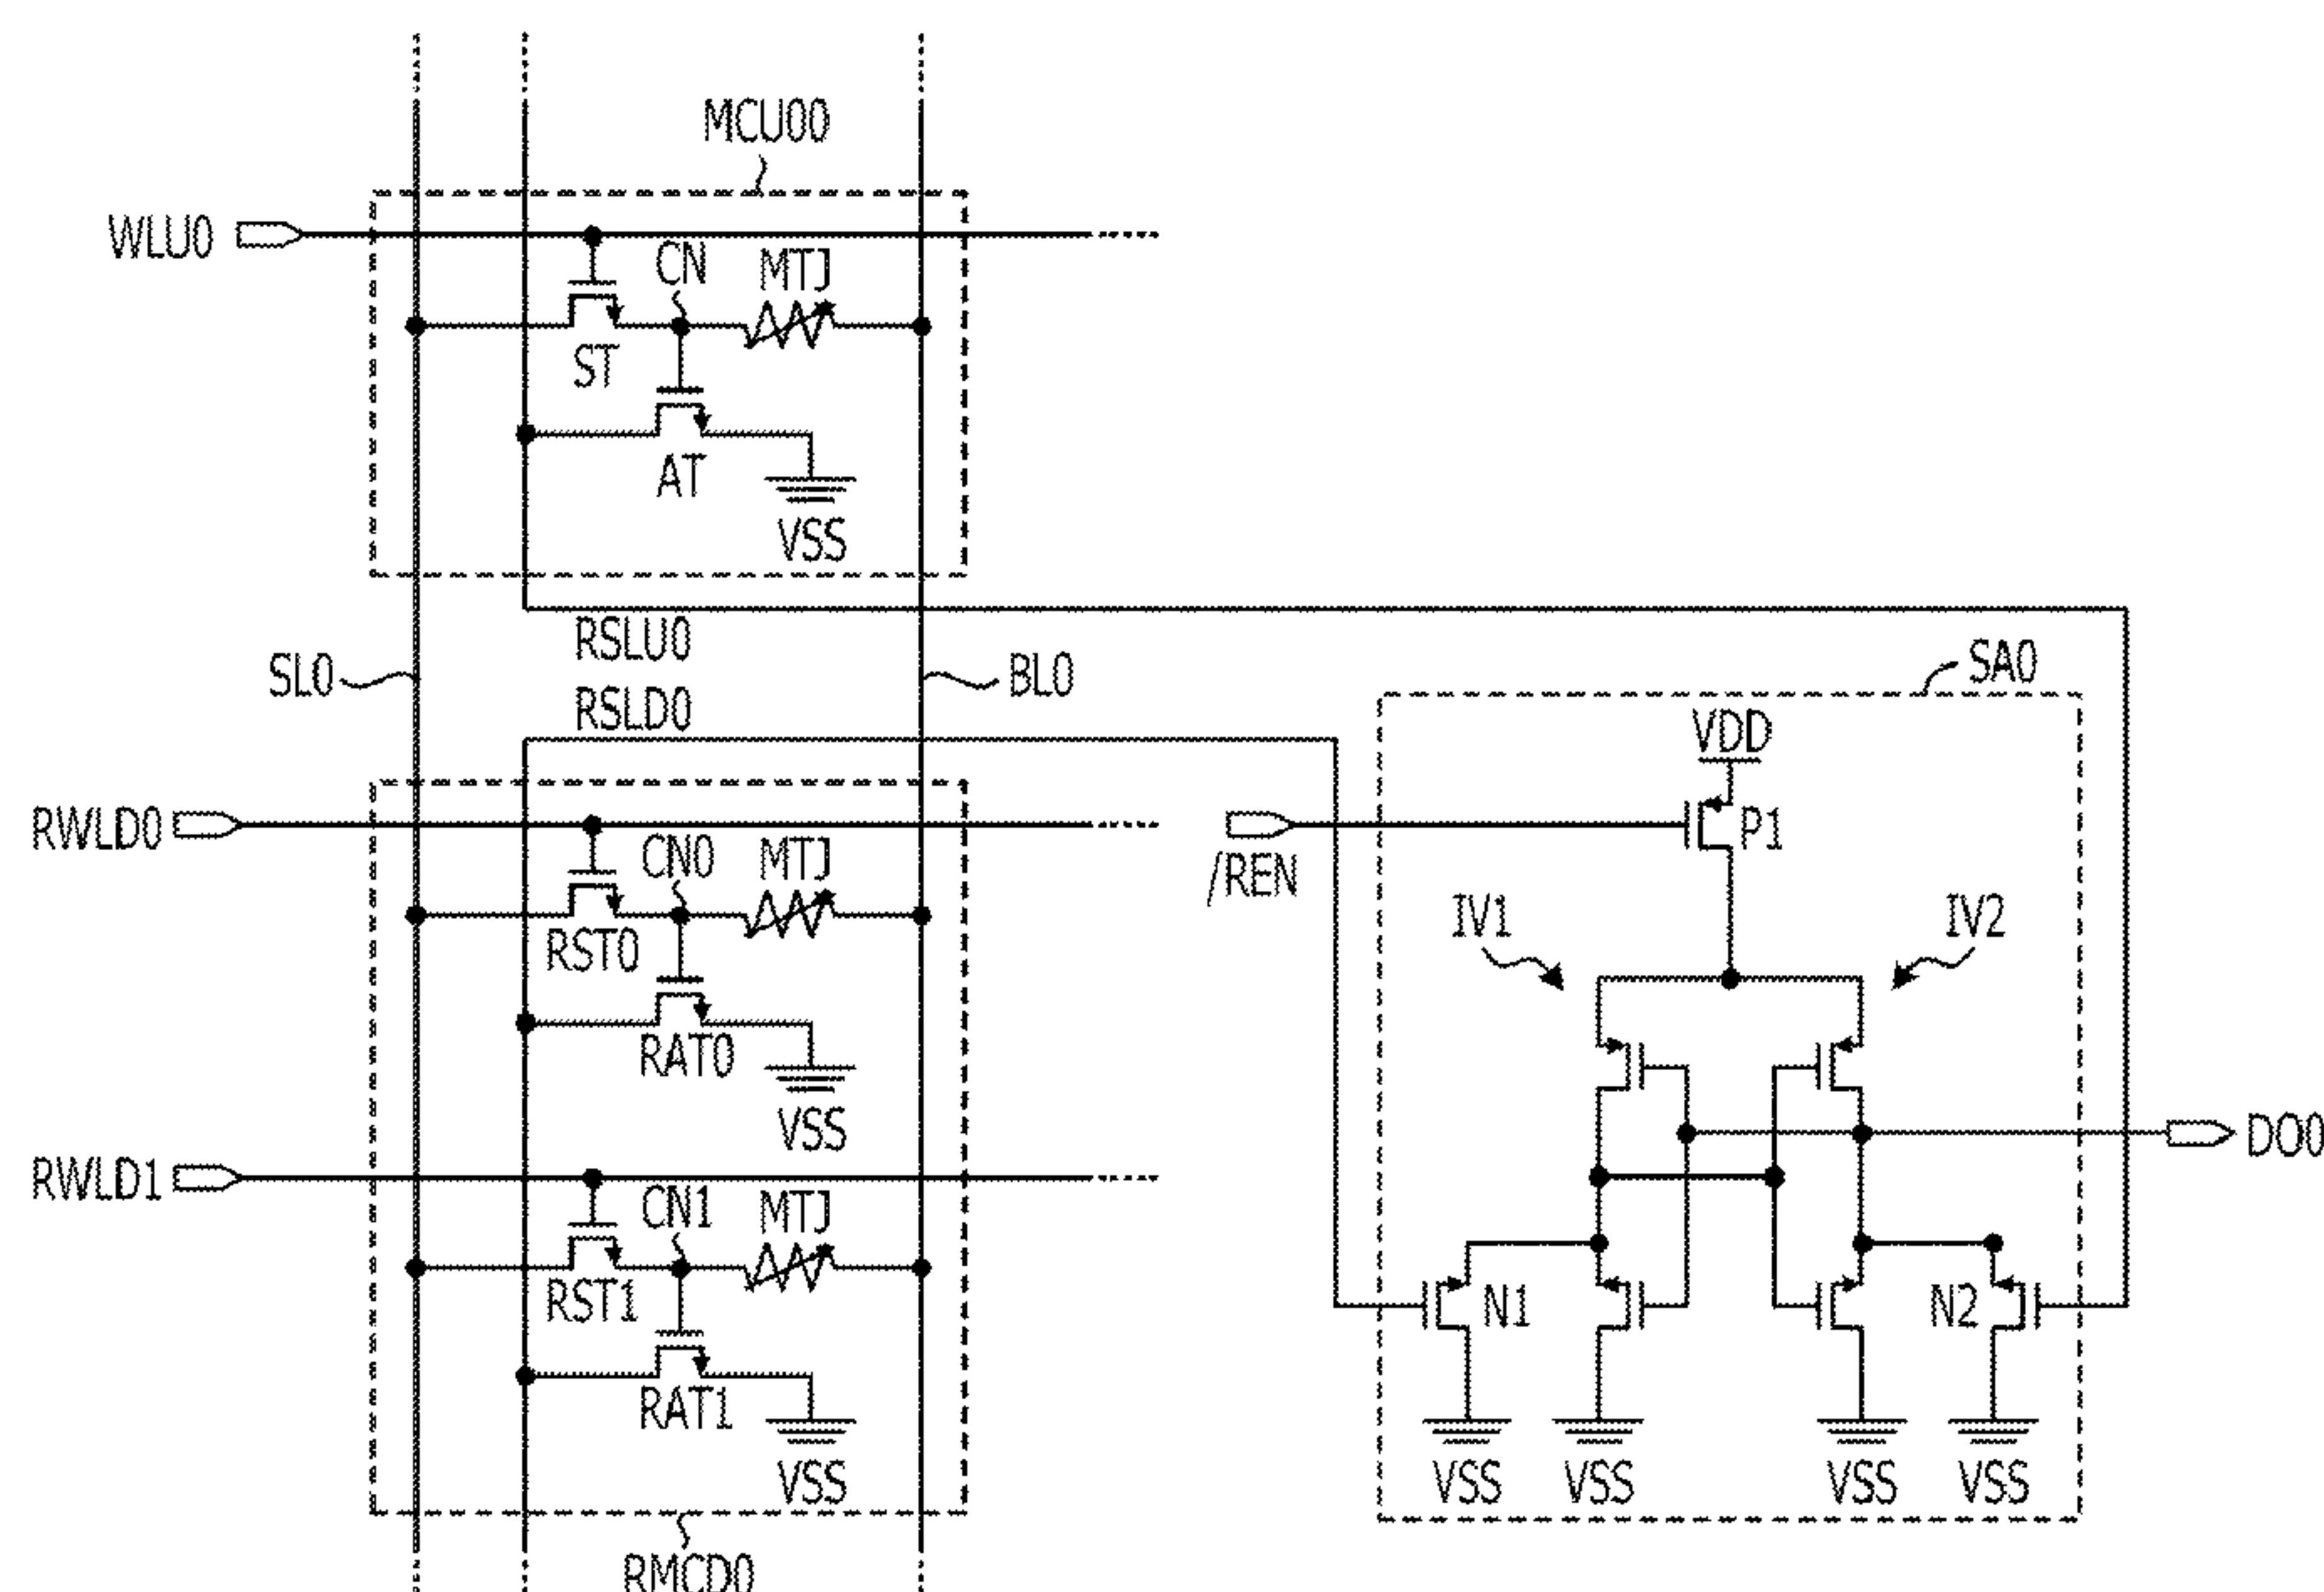 MCU00
WLU0
CN
MTJ
ST
AT
VSS
RSLU0
SL0
BL0
SA0
RSLD0
VDD
RWLD0
CN0
MTJ
P1
/REN
IV1
IV2
RST0
RAT0
VSS
DO0
RWLD1
CN1
MTJ
RST1
N1
N2
RAT1
VSS
VSS
VSS
VSS
VSS
RMCD0